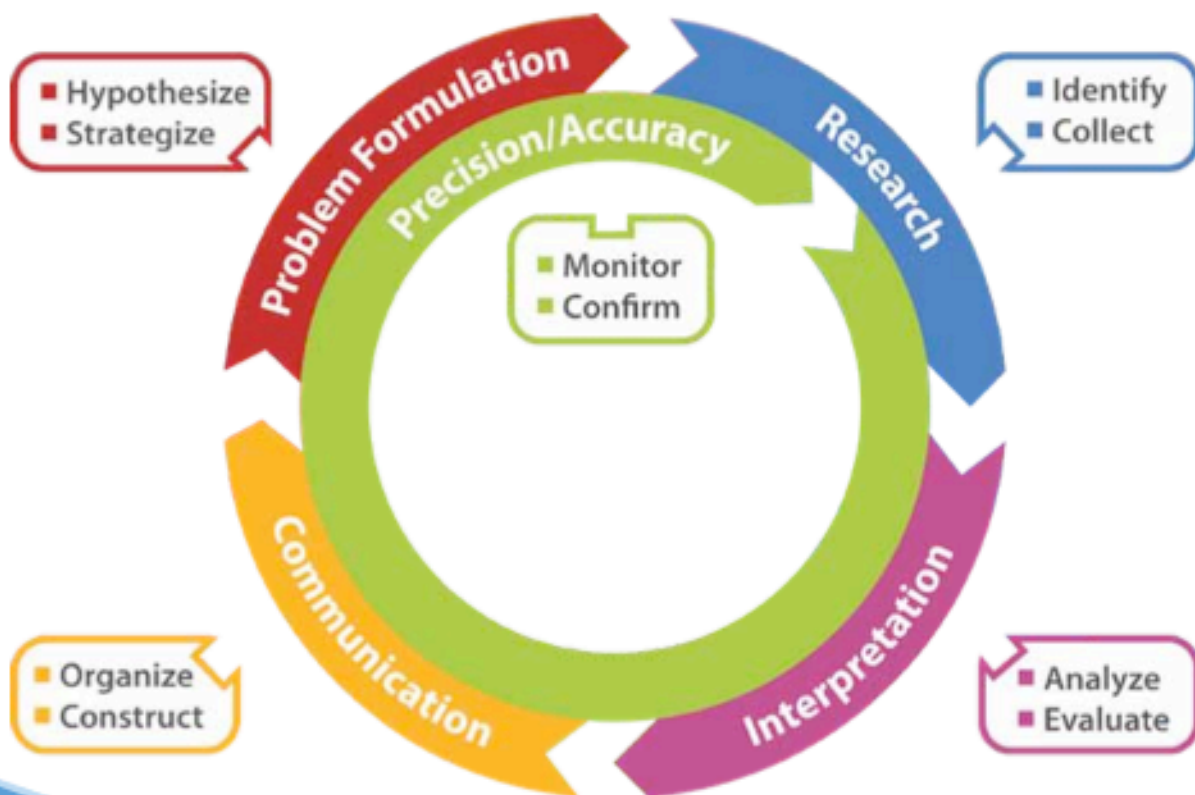 Hypothesize
Strategize
Problem Formulation
Research
Identify
Collect
Precision/Accuracy
Monitor
Confirm
Communication
Interpretation
Organize
Construct
Analyze
Evaluate